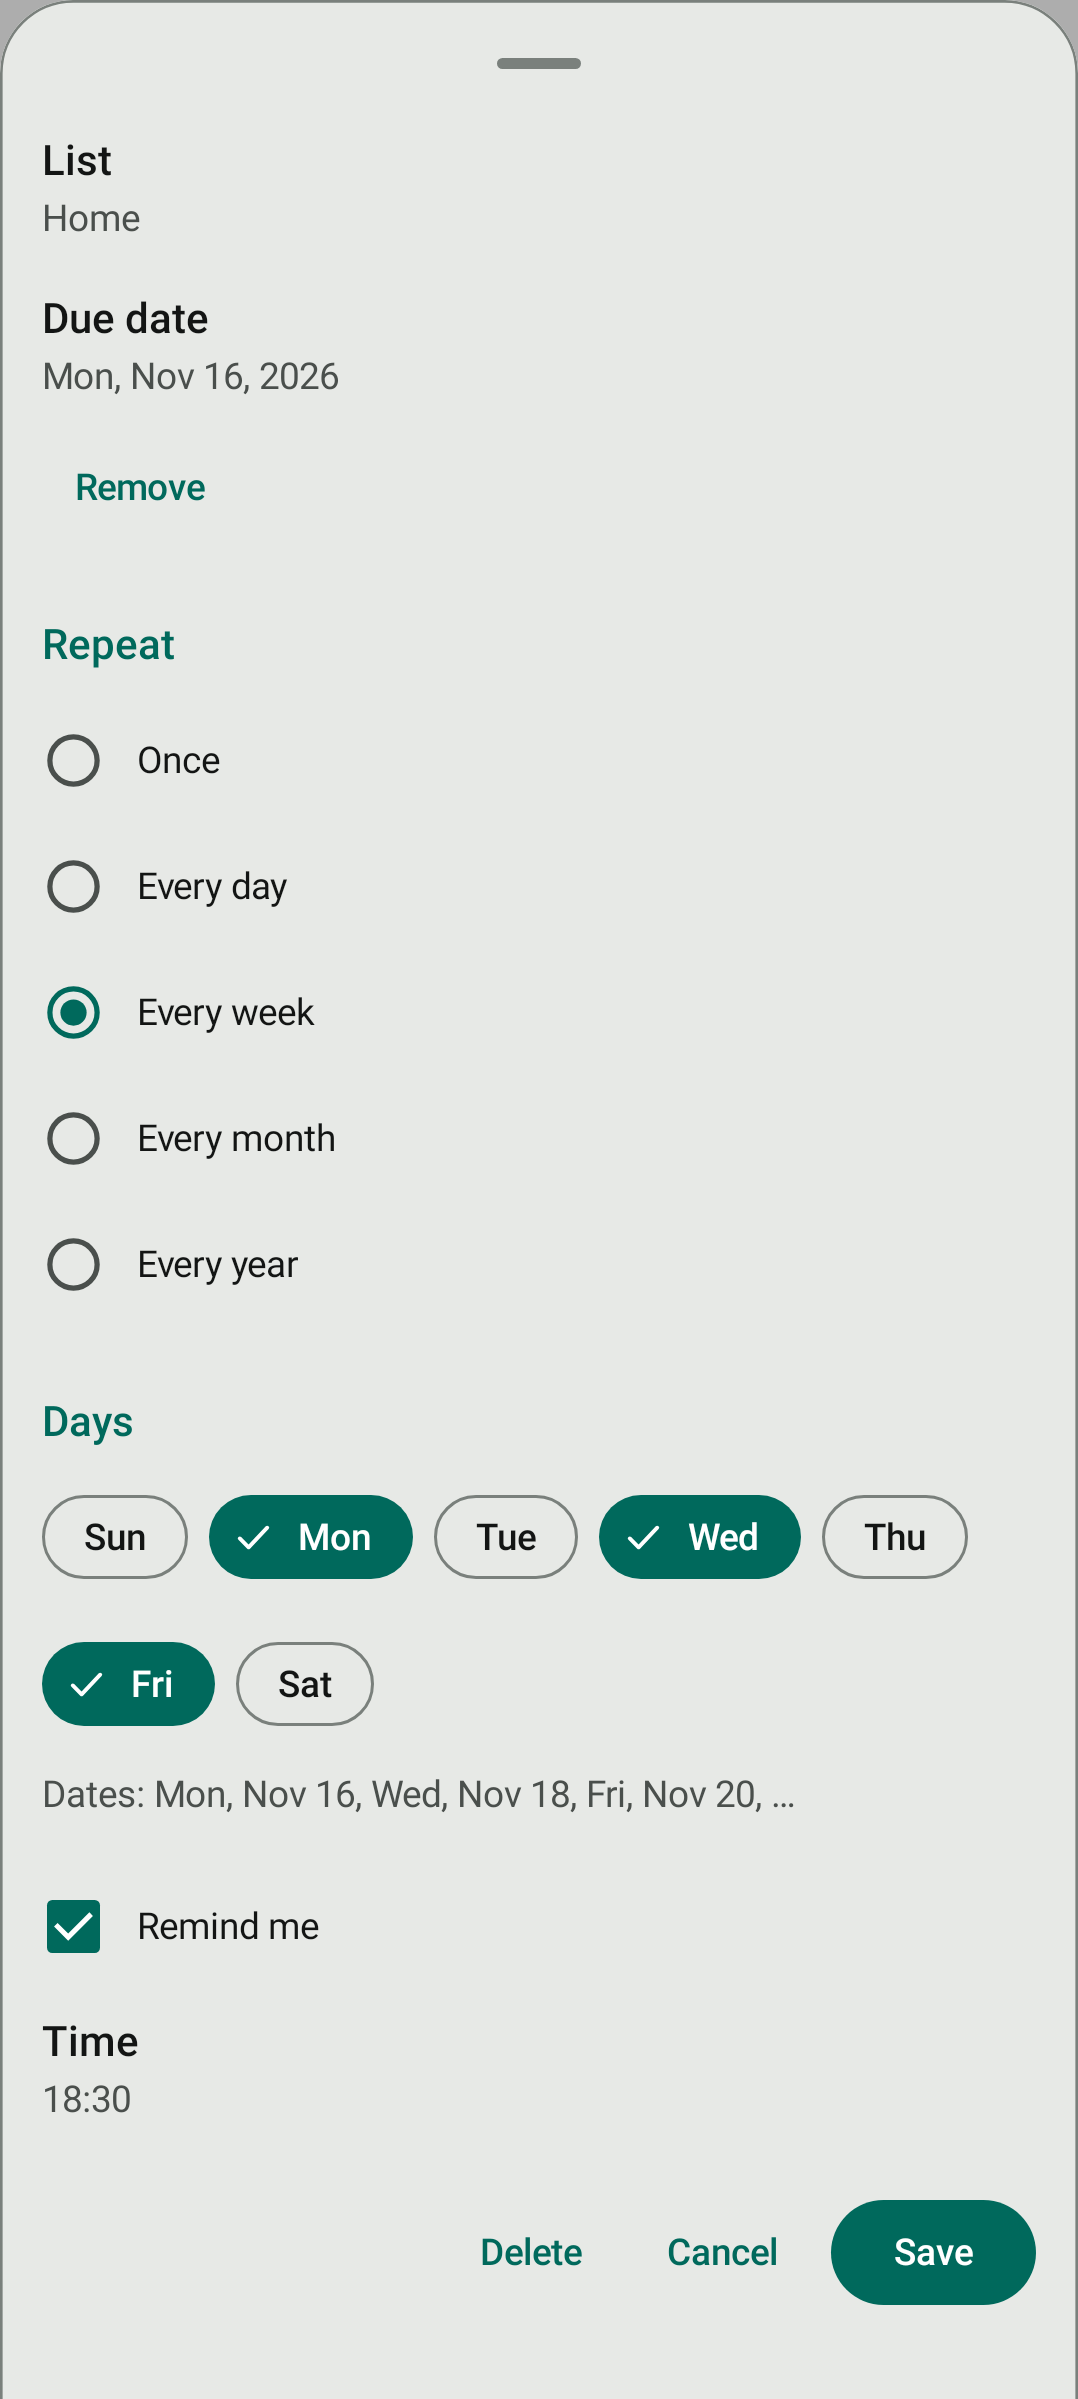 List
Home
Due date
Mon, Nov 16, 2026
Remove
Repeat
Once
Every day
Every week
Every month
Every year
Days
Sun Mon Tue Wed Thu
Fri Sat
Dates: Mon, Nov 16, Wed, Nov 18, Fri, Nov 20, ...
Remind me
Time
18:30
Delete Cancel Save